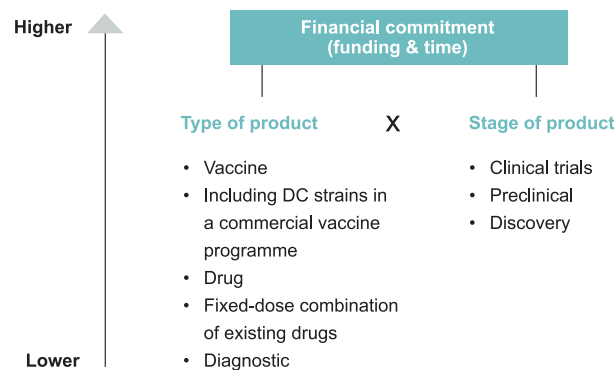 Higher
Financial commitment
(funding & time)
Type of product X Stage of product
• Vaccine
• Including DC strains in
a commercial vaccine
programme
• Drug
• Fixed-dose combination
of existing drugs
• Diagnostic
• Clinical trials
• Preclinical
• Discovery
Lower